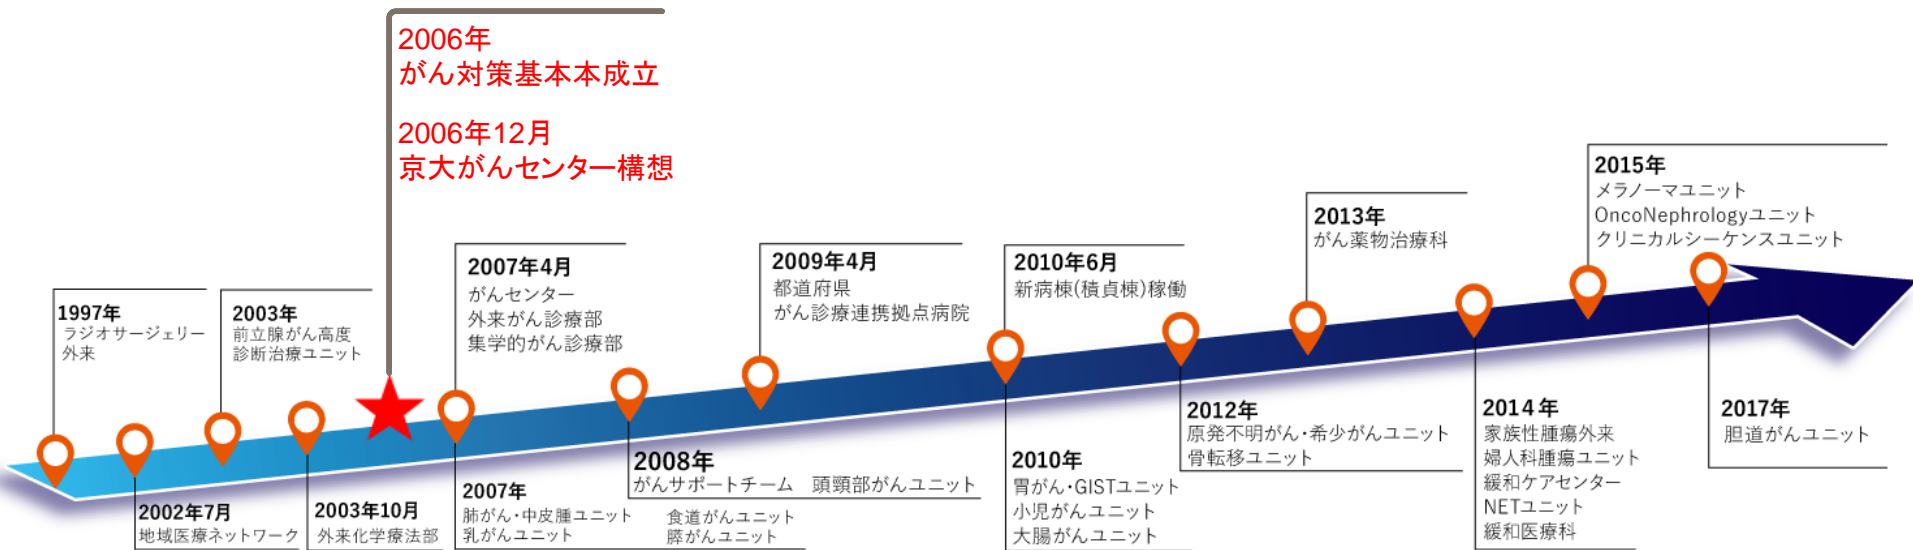 2006年
がん対策基本本成立
2006年12月
京大がんセンター構想
1997年
ラジオサージェリー
外来
2002年7月
地域医療ネットワーク
2003年
前立腺がん高度
診断治療ユニット
2003年10月
外来化学療法部
2007年4月
がんセンター
外来がん診療部
集学的がん診療部
2007年
肺がん・中皮腫ユニット 食道がんユニット
乳がんユニット 膵がんユニット
2008年
がんサポートチーム 頭頸部がんユニット
2009年4月
都道府県
がん診療連携拠点病院
2010年6月
新病棟(積貞棟)稼働
2010年
胃がん・GISTユニット
小児がんユニット
大腸がんユニット
2012年
原発不明がん・希少がんユニット
骨転移ユニット
2013年
がん薬物治療科
2014年
家族性腫瘍外来
婦人科腫瘍ユニット
緩和ケアセンター
NETユニット
緩和医療科
2015年
メラノーマユニット
OncoNephrologyユニット
クリニカルシーケンスユニット
2017年
胆道がんユニット